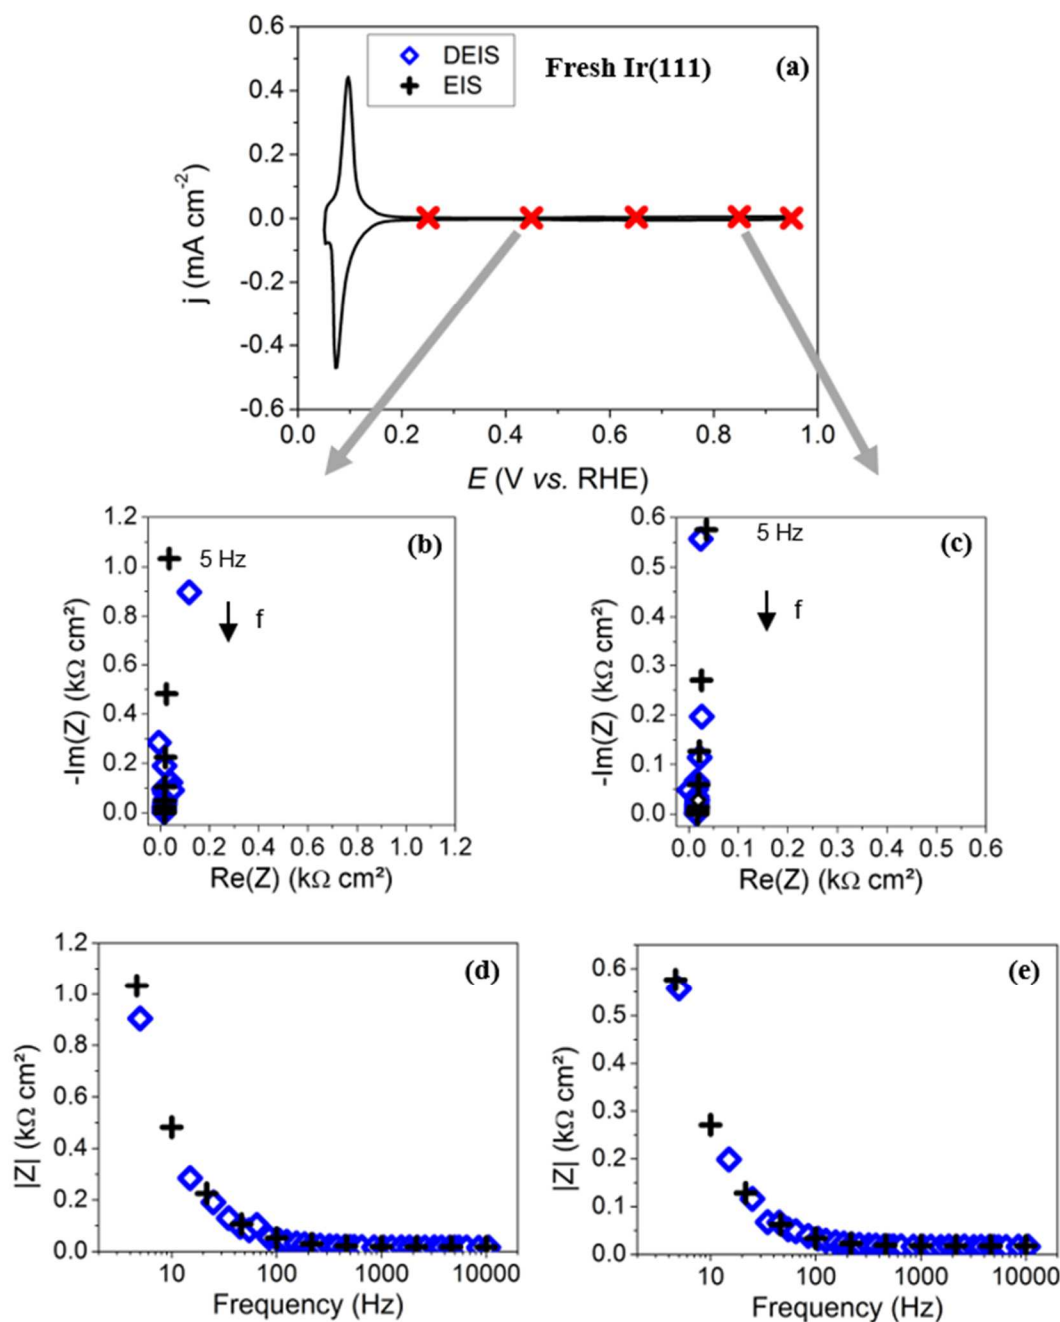 DEIS
EIS
Fresh Ir(111)
(a)
0.6
0.4
0.2
0.0
-0.2
-0.4
-0.6
j (mA cm⁻²)
0.0 0.2 0.4 0.6 0.8 1.0
E (V vs. RHE)
(b)
5 Hz
f
1.2
1.0
0.8
0.6
0.4
0.2
0.0
-Im(Z) (kΩ cm²)
0.0 0.2 0.4 0.6 0.8 1.0 1.2
Re(Z) (kΩ cm²)
(c)
5 Hz
f
0.6
0.5
0.4
0.3
0.2
0.1
0.0
-Im(Z) (kΩ cm²)
0.0 0.1 0.2 0.3 0.4 0.5 0.6
Re(Z) (kΩ cm²)
(d)
1.2
1.0
0.8
0.6
0.4
0.2
0.0
|Z| (kΩ cm²)
10 100 1000 10000
Frequency (Hz)
(e)
0.6
0.5
0.4
0.3
0.2
0.1
0.0
|Z| (kΩ cm²)
10 100 1000 10000
Frequency (Hz)